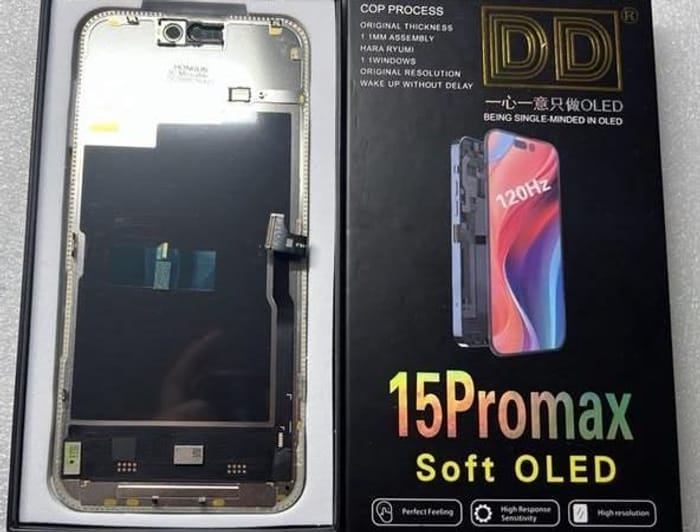 HONGUN
COP PROCESS
ORIGINAL THICKNESS
1 1MM ASSEMBLY
HARA RYUMI
1 1WINDOWS
ORIGINAL RESOLUTION
WAKE UP WITHOUT DELAY
DD®
一心一意只做OLED
BEING SINGLE-MINDED IN OLED
120Hz
15Promax
Soft OLED
Perfect Feeling
High Response
Sensitivity
High resolution